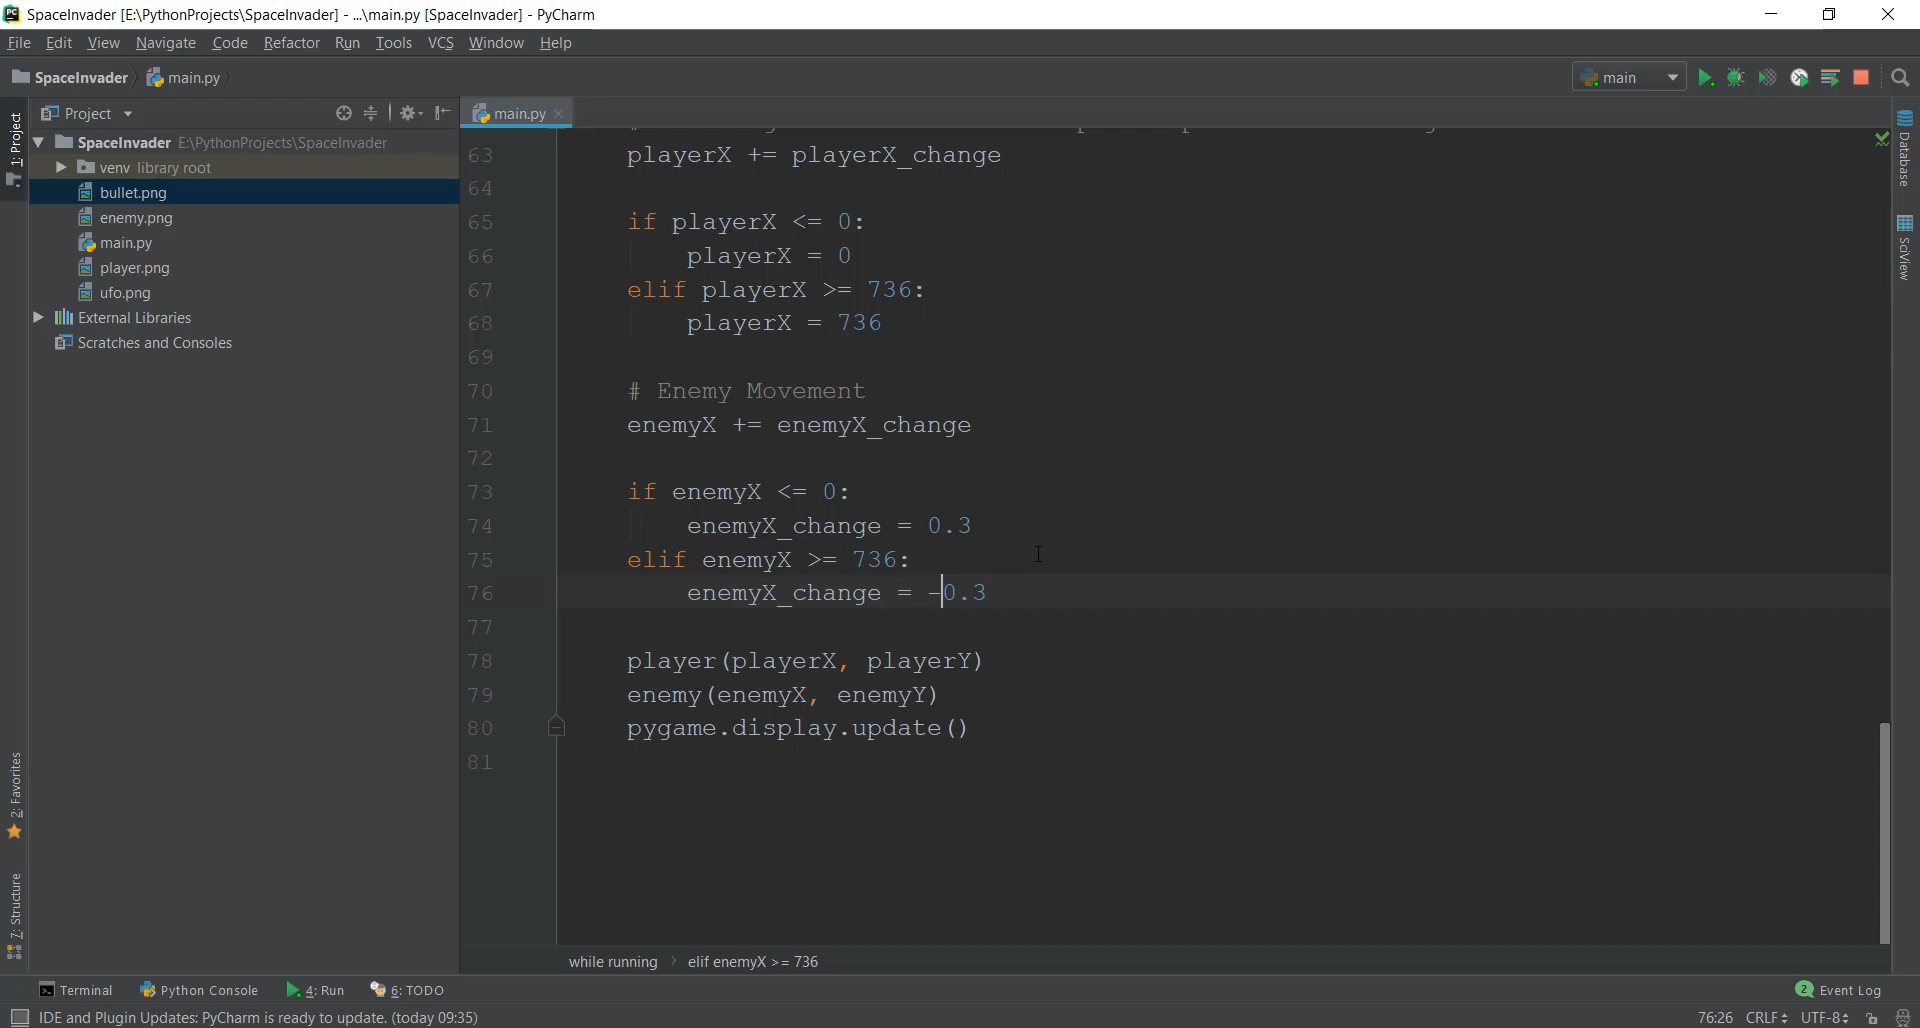 SpaceInvader [E:\PythonProjects\SpaceInvader] - ...\main.py [SpaceInvader] - PyCharm
File Edit View Navigate Code Refactor Run Tools VCS Window Help
SpaceInvader main.py
main
Project
main.py
1: Project
SpaceInvader E:\PythonProjects\SpaceInvader
venv library root
bullet.png
enemy.png
main.py
player.png
ufo.png
External Libraries
Scratches and Consoles
2: Favorites
7: Structure
63 playerX += playerX_change
64
65 if playerX <= 0:
66 playerX = 0
67 elif playerX >= 736:
68 playerX = 736
69
70 # Enemy Movement
71 enemyX += enemyX_change
72
73 if enemyX <= 0:
74 enemyX_change = 0.3
75 elif enemyX >= 736:
76 enemyX_change = -0.3
77
78 player(playerX, playerY)
79 enemy(enemyX, enemyY)
80 pygame.display.update()
81
Database
SciView
while running elif enemyX >= 736
Terminal Python Console 4: Run 6: TODO
2 Event Log
IDE and Plugin Updates: PyCharm is ready to update. (today 09:35)
76:26 CRLF UTF-8